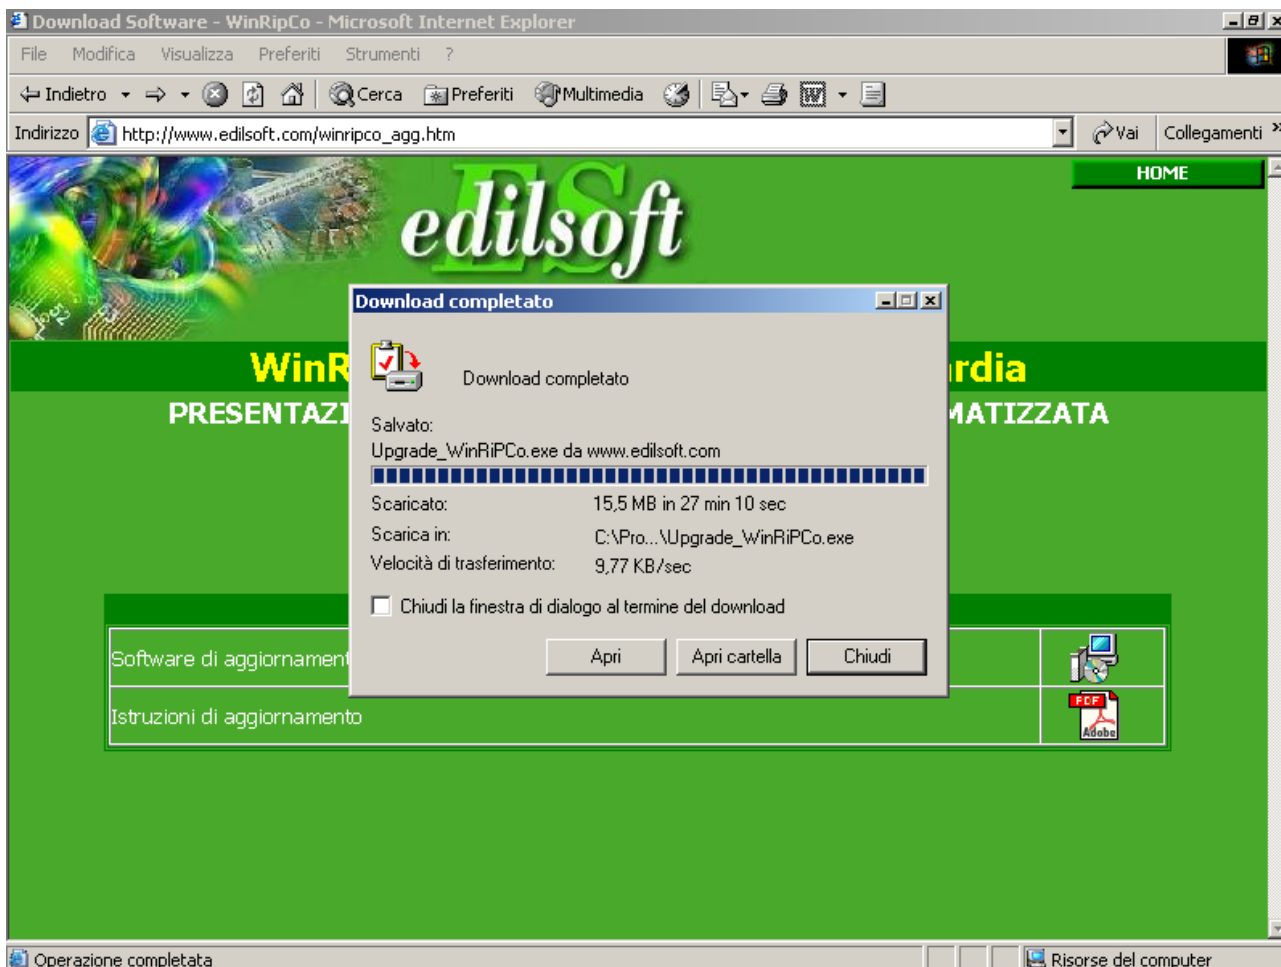 Download Software - WinRipCo - Microsoft Internet Explorer
File Modifica Visualizza Preferiti Strumenti ?
Indietro Cerca Preferiti Multimedia
Indirizzo http://www.edilsoft.com/winripco_agg.htm Vai Collegamenti »
HOME
edilsoft
Download completato
WinR rdia
Download completato
PRESENTAZI MATIZZATA
Salvato:
Upgrade_WinRiPCo.exe da www.edilsoft.com
Scaricato: 15,5 MB in 27 min 10 sec
Scarica in: C:\Pro...\Upgrade_WinRiPCo.exe
Velocità di trasferimento: 9,77 KB/sec
Chiudi la finestra di dialogo al termine del download
Apri Apri cartella Chiudi
Software di aggiornament
Istruzioni di aggiornamento
PDF
Adobe
Operazione completata Risorse del computer